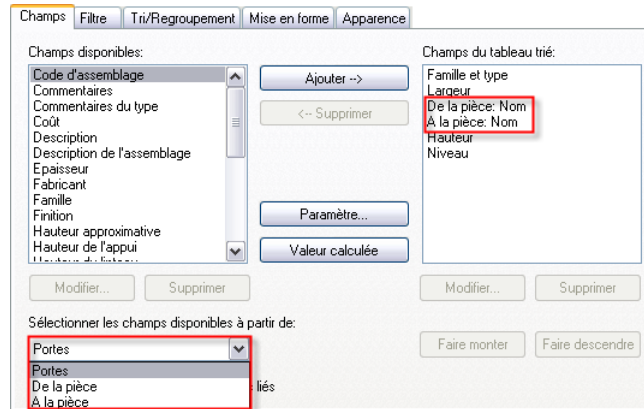 Champs Filtre Tri/Regroupement Mise en forme Apparence
Champs disponibles:
Code d'assemblage
Commentaires
Commentaires du type
Coût
Description
Description de l'assemblage
Epaisseur
Fabricant
Famille
Finition
Hauteur approximative
Hauteur de l'appui
Hauteur du linteau
Ajouter -->
<-- Supprimer
Paramètre...
Valeur calculée
Champs du tableau trié:
Famille et type
Largeur
De la pièce: Nom
A la pièce: Nom
Hauteur
Niveau
Modifier... Supprimer
Modifier... Supprimer
Sélectionner les champs disponibles à partir de:
Portes
Portes
De la pièce
A la pièce
liés
Faire monter Faire descendre